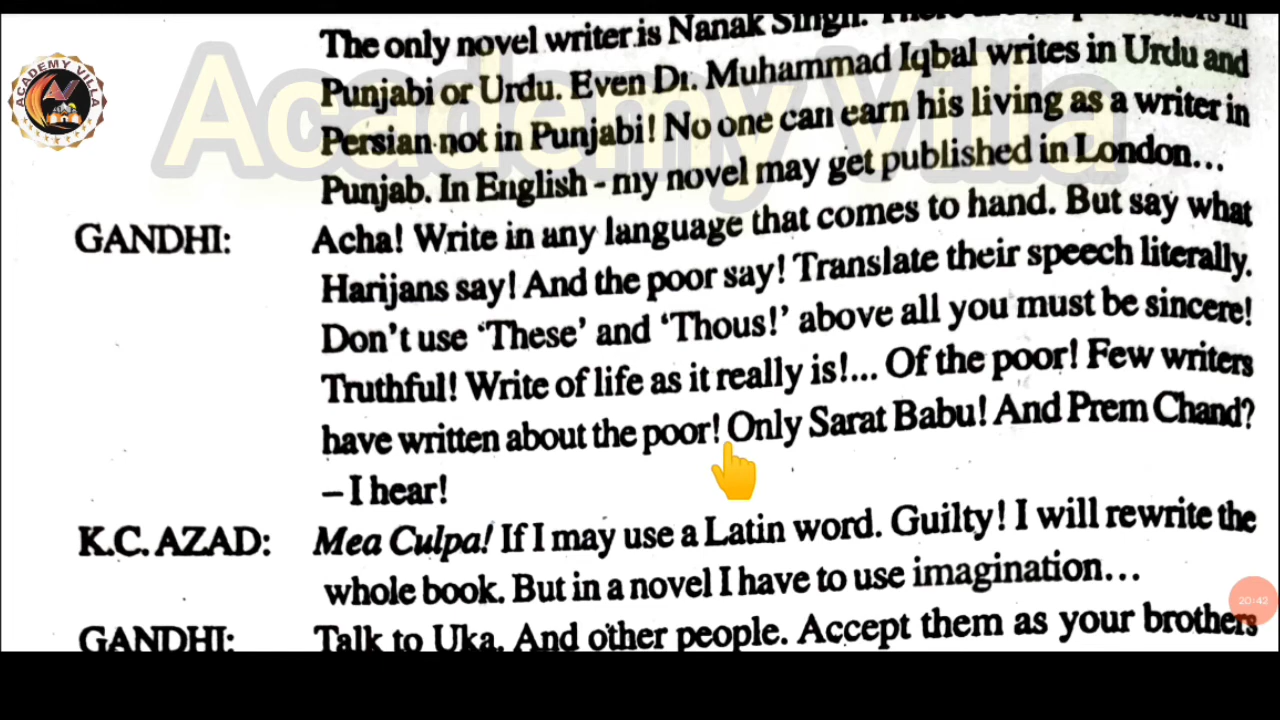 Academy Villa
ACADEMY VILLA
The only novel writer is Nanak Singh.
Punjabi or Urdu. Even Dr. Muhammad Iqbal writes in Urdu and
Persian not in Punjabi! No one can earn his living as a writer in
Punjab. In English - my novel may get published in London...
GANDHI: Acha! Write in any language that comes to hand. But say what
Harijans say! And the poor say! Translate their speech literally.
Don't use 'These' and 'Thous!' above all you must be sincere!
Truthful! Write of life as it really is!... Of the poor! Few writers
have written about the poor! Only Sarat Babu! And Prem Chand?
– I hear!
K.C. AZAD: Mea Culpa! If I may use a Latin word. Guilty! I will rewrite the
whole book. But in a novel I have to use imagination...
20:42
GANDHI: Talk to Uka. And other people. Accept them as your brothers